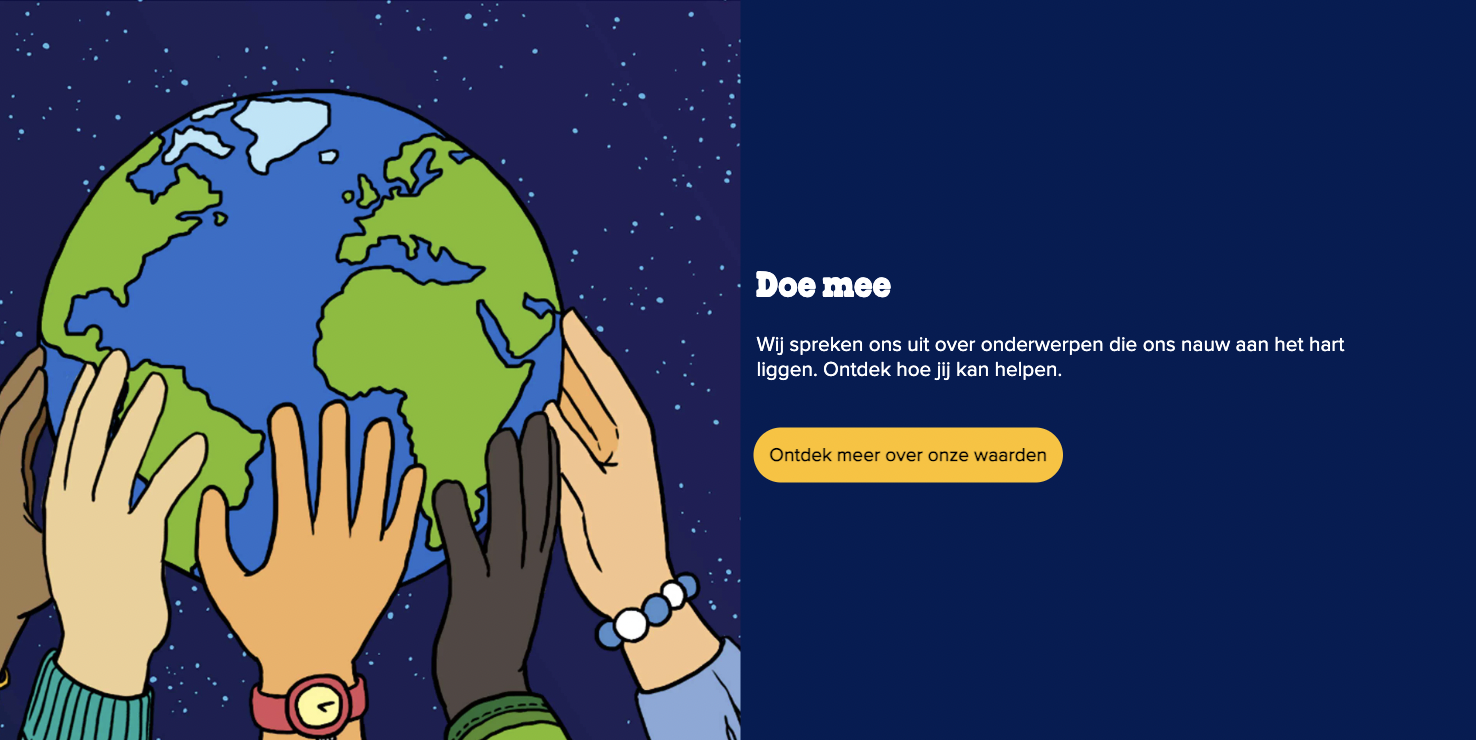 Doe mee
Wij spreken ons uit over onderwerpen die ons nauw aan het hart
liggen. Ontdek hoe jij kan helpen.
Ontdek meer over onze waarden